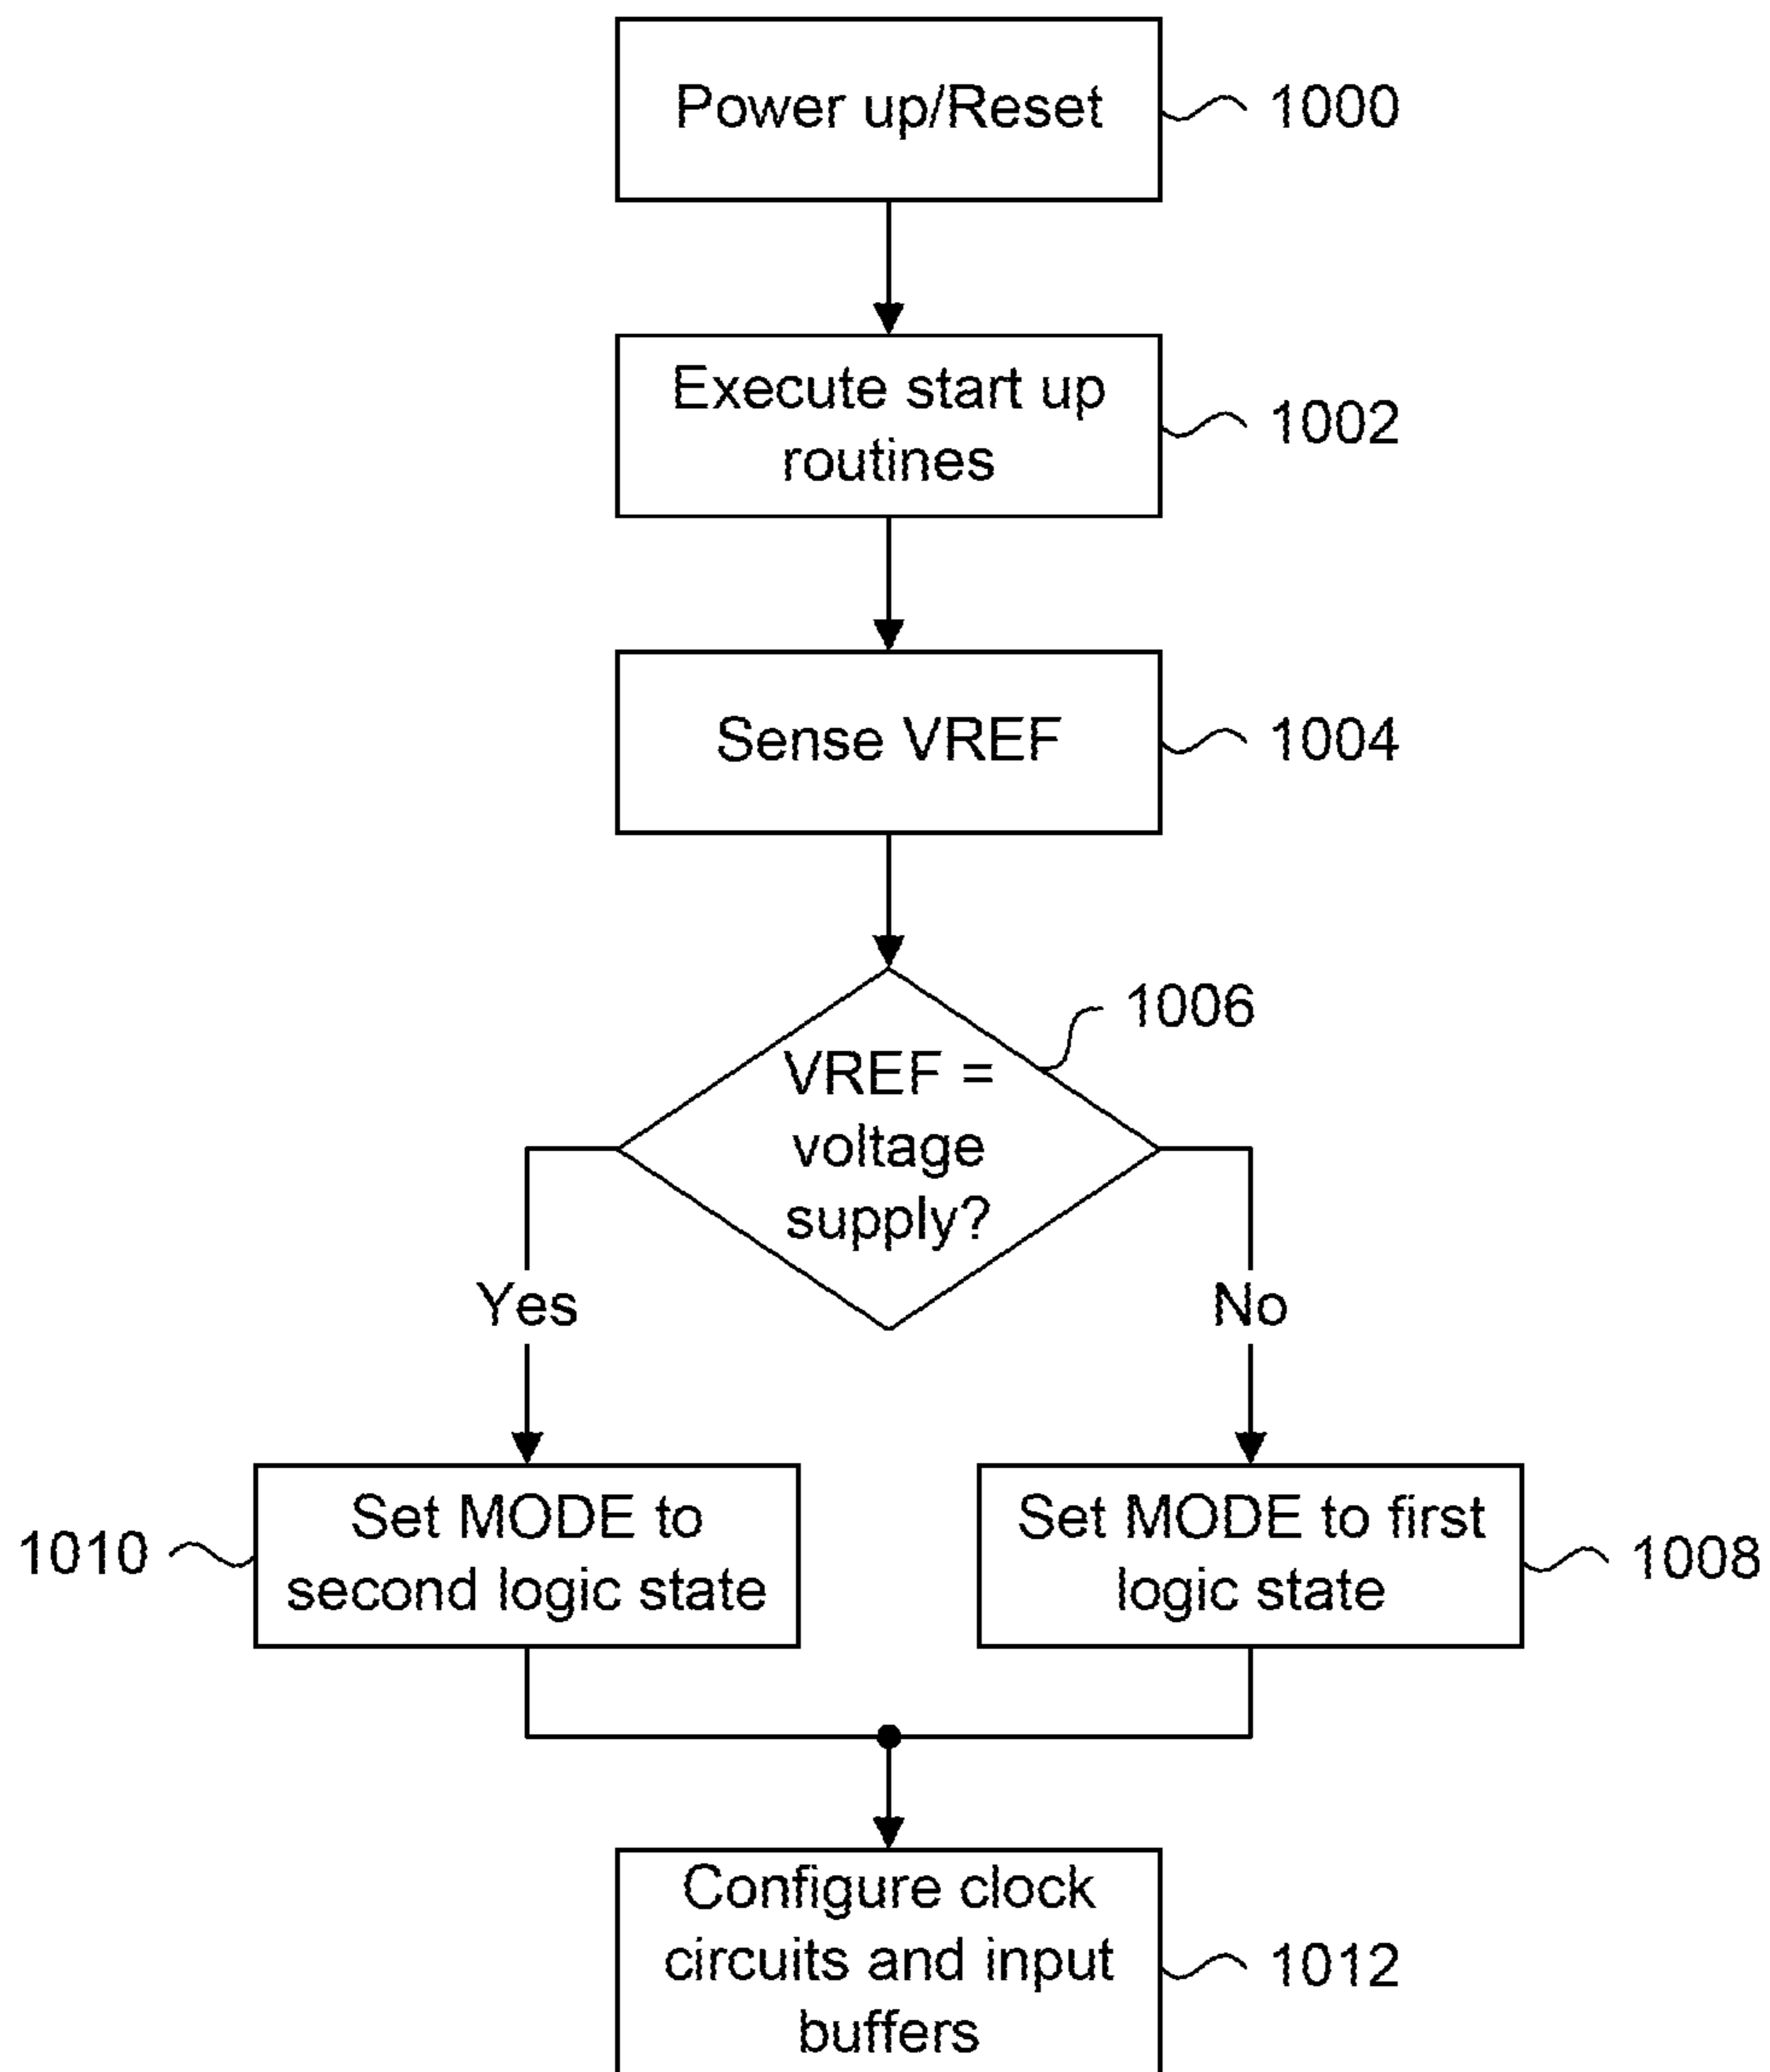 Power up/Reset
1000
Execute start up
routines
1002
Sense VREF
1004
1006
VREF =
voltage
supply?
Yes
No
1010
Set MODE to
second logic state
Set MODE to first
logic state
1008
Configure clock
circuits and input
buffers
1012